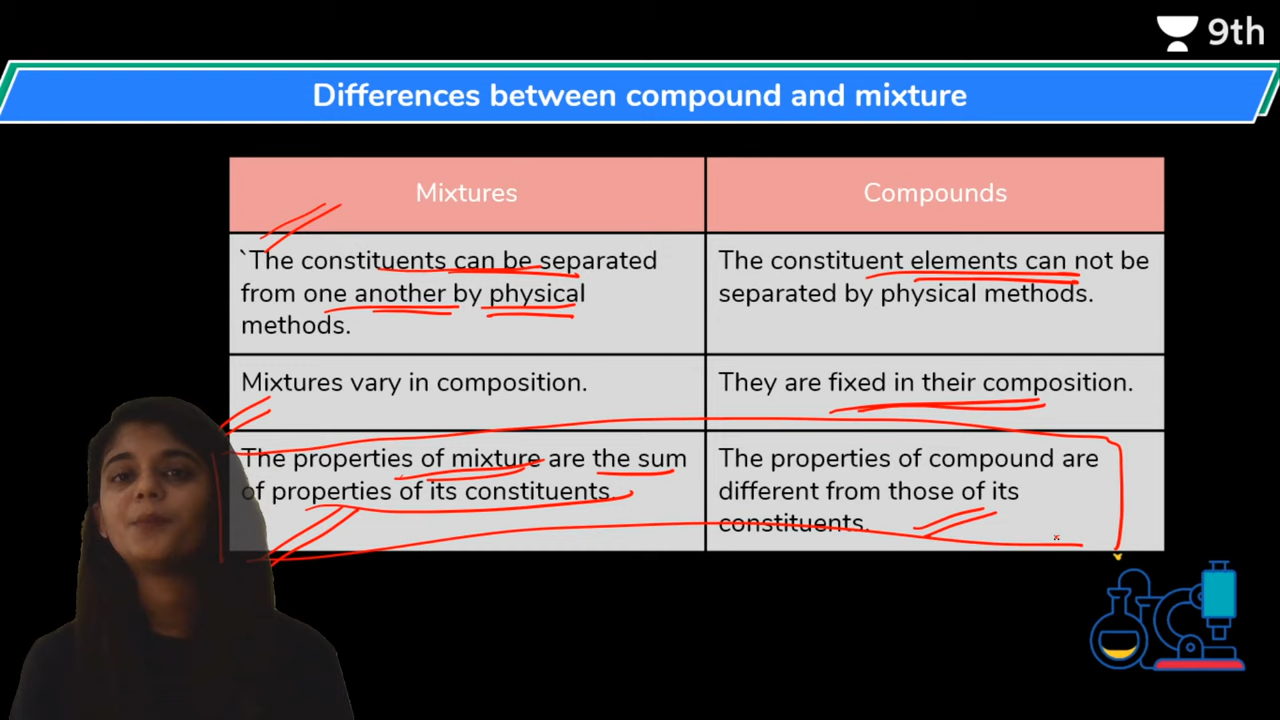 9th
Differences between compound and mixture
Mixtures
Compounds
`The constituents can be separated
from one another by physical
methods.
The constituent elements can not be
separated by physical methods.
Mixtures vary in composition.
They are fixed in their composition.
The properties of mixture are the sum
of properties of its constituents.
The properties of compound are
different from those of its
constituents.